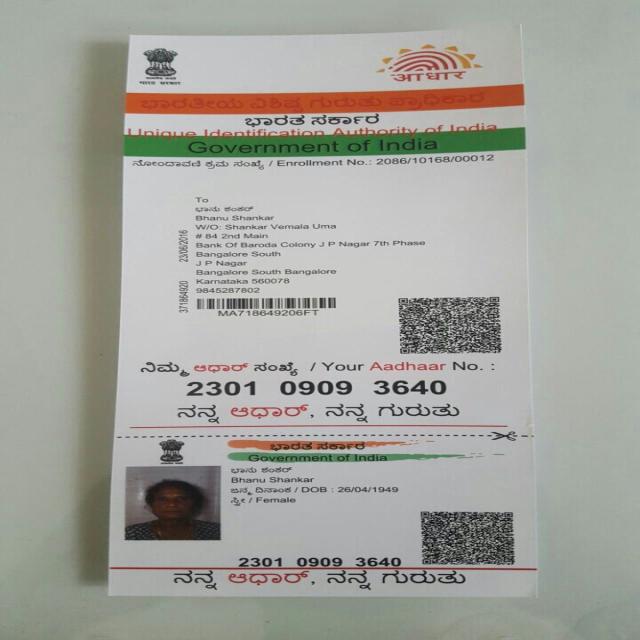 भारत सरकार
आधार
ಭಾರತೀಯ ವಿಶಿಷ್ಟ ಗುರುತು ಪ್ರಾಧಿಕಾರ
ಭಾರತ ಸರ್ಕಾರ
Unique Identification Authority of India
Government of India
ನೋಂದಾವಣಿ ಕ್ರಮ ಸಂಖ್ಯೆ / Enrollment No.: 2086/10168/00012
To
ಭಾನು ಶಂಕರ್
Bhanu Shankar
W/O: Shankar Vemala Uma
# 84 2nd Main
Bank Of Baroda Colony J P Nagar 7th Phase
Bangalore South
J P Nagar
Bangalore South Bangalore
Karnataka 560078
9845287802
371864920 23/06/2016
MA718649206FT
ನಿಮ್ಮ ಆಧಾರ್ ಸಂಖ್ಯೆ / Your Aadhaar No. :
2301 0909 3640
ನನ್ನ ಆಧಾರ್, ನನ್ನ ಗುರುತು
ಭಾರತ ಸರ್ಕಾರ
Government of India
ಭಾನು ಶಂಕರ್
Bhanu Shankar
ಜನ್ಮ ದಿನಾಂಕ / DOB : 26/04/1949
ಸ್ತ್ರೀ / Female
2301 0909 3640
ನನ್ನ ಆಧಾರ್, ನನ್ನ ಗುರುತು